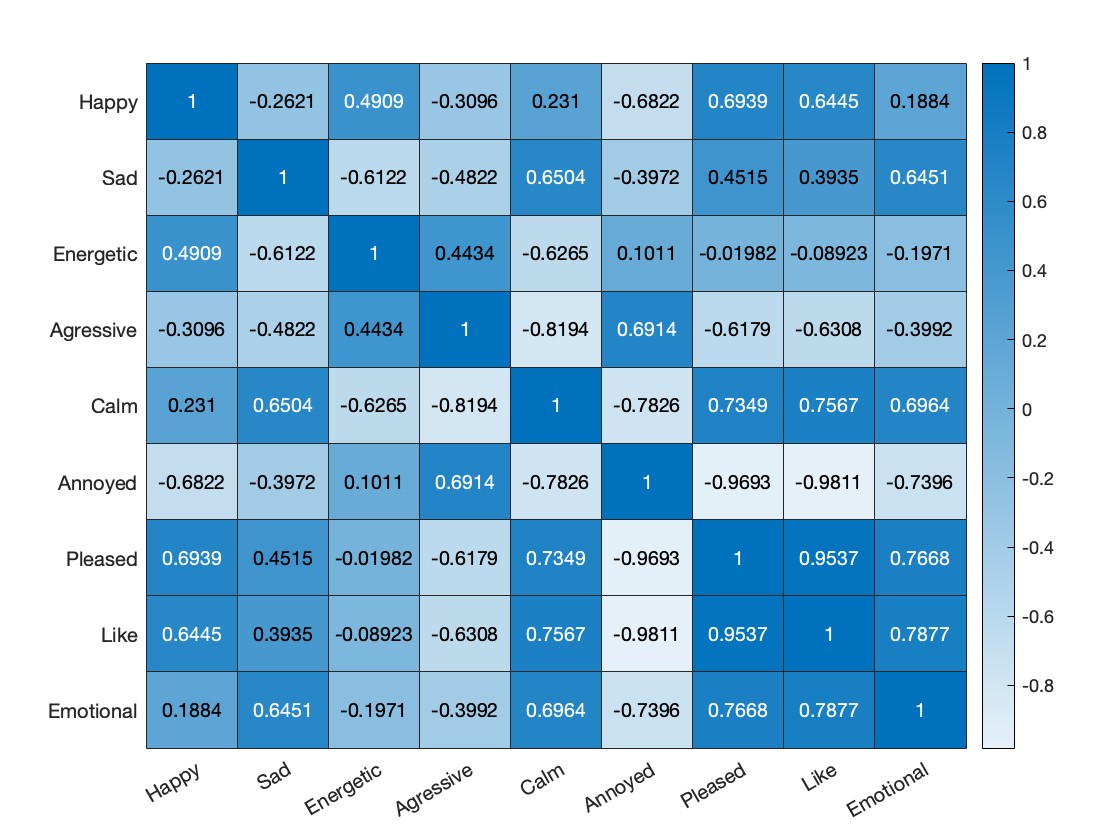 Happy 1 -0.2621 0.4909 -0.3096 0.231 -0.6822 0.6939 0.6445 0.1884
Sad -0.2621 1 -0.6122 -0.4822 0.6504 -0.3972 0.4515 0.3935 0.6451
Energetic 0.4909 -0.6122 1 0.4434 -0.6265 0.1011 -0.01982 -0.08923 -0.1971
Agressive -0.3096 -0.4822 0.4434 1 -0.8194 0.6914 -0.6179 -0.6308 -0.3992
Calm 0.231 0.6504 -0.6265 -0.8194 1 -0.7826 0.7349 0.7567 0.6964
Annoyed -0.6822 -0.3972 0.1011 0.6914 -0.7826 1 -0.9693 -0.9811 -0.7396
Pleased 0.6939 0.4515 -0.01982 -0.6179 0.7349 -0.9693 1 0.9537 0.7668
Like 0.6445 0.3935 -0.08923 -0.6308 0.7567 -0.9811 0.9537 1 0.7877
Emotional 0.1884 0.6451 -0.1971 -0.3992 0.6964 -0.7396 0.7668 0.7877 1
Happy Sad Energetic Agressive Calm Annoyed Pleased Like Emotional
1
0.8
0.6
0.4
0.2
0
-0.2
-0.4
-0.6
-0.8